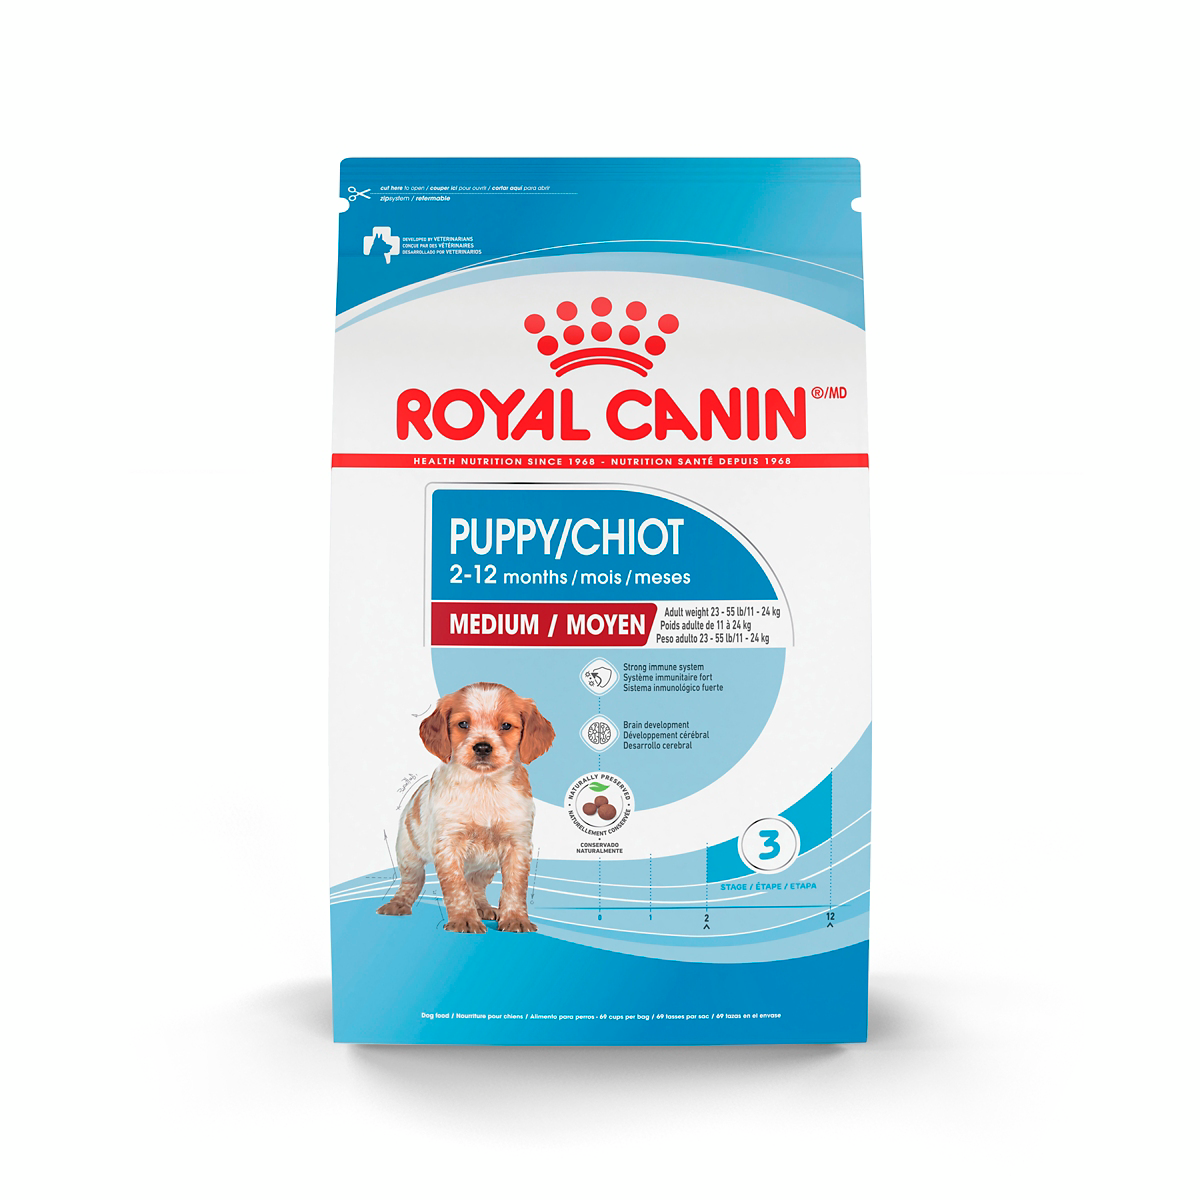 cut here to open / couper ici pour ouvrir / cortar aquí para abrir
zipsystem / refermable
DEVELOPED BY VETERINARIANS
CONÇUE PAR DES VÉTÉRINAIRES
DESARROLLADO POR VETERINARIOS
ROYAL CANIN®/MD
HEALTH NUTRITION SINCE 1968 - NUTRITION SANTÉ DEPUIS 1968
PUPPY/CHIOT
2-12 months/mois/meses
MEDIUM / MOYEN
Adult weight 23 - 55 lb/11 - 24 kg
Poids adulte de 11 à 24 kg
Peso adulto 23 - 55 lb/11 - 24 kg
Strong immune system
Système immunitaire fort
Sistema inmunológico fuerte
Brain development
Développement cérébral
Desarrollo cerebral
• NATURALLY PRESERVED •
NATURELLEMENT CONSERVÉE
CONSERVADO
NATURALMENTE
3
STAGE / ÉTAPE / ETAPA
0 1 2 12
Dog food / Nourriture pour chiens / Alimento para perros - 69 cups per bag / 69 tasses par sac / 69 tazas en el envase